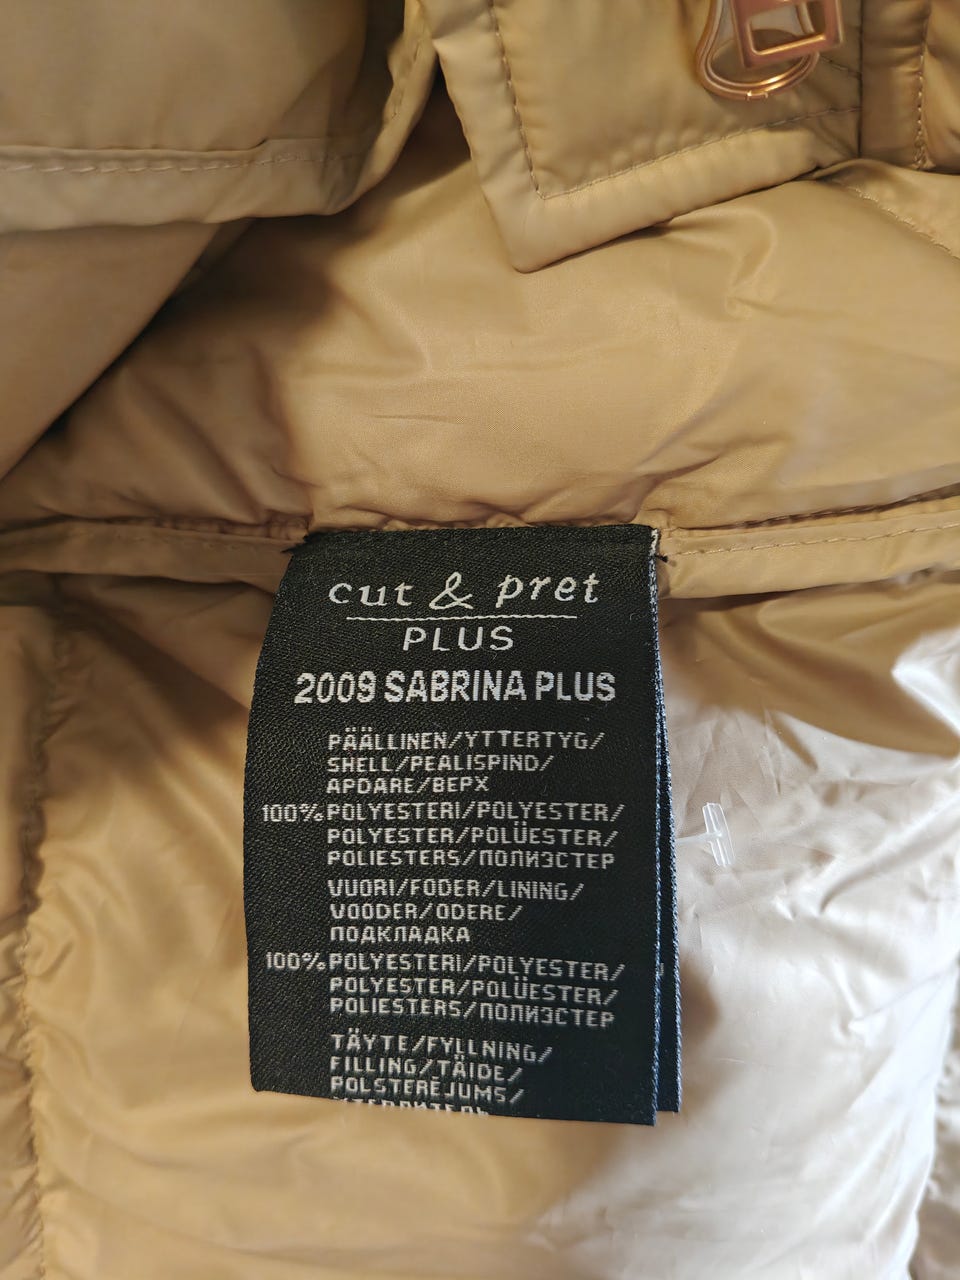 cut & pret
PLUS
2009 SABRINA PLUS
PÄÄLLINEN/YTTERTYG/
SHELL/PEALISPIND/
APDARE/ВЕРХ
100% POLYESTERI/POLYESTER/
POLYESTER/POLÜESTER/
POLIESTERS/ПОЛИЭСТЕР
VUORI/FODER/LINING/
VOODER/ODERE/
ПОДКЛАДКА
100% POLYESTERI/POLYESTER/
POLYESTER/POLÜESTER/
POLIESTERS/ПОЛИЭСТЕР
TÄYTE/FYLLNING/
FILLING/TÄIDE/
POLSTERĒJUMS/